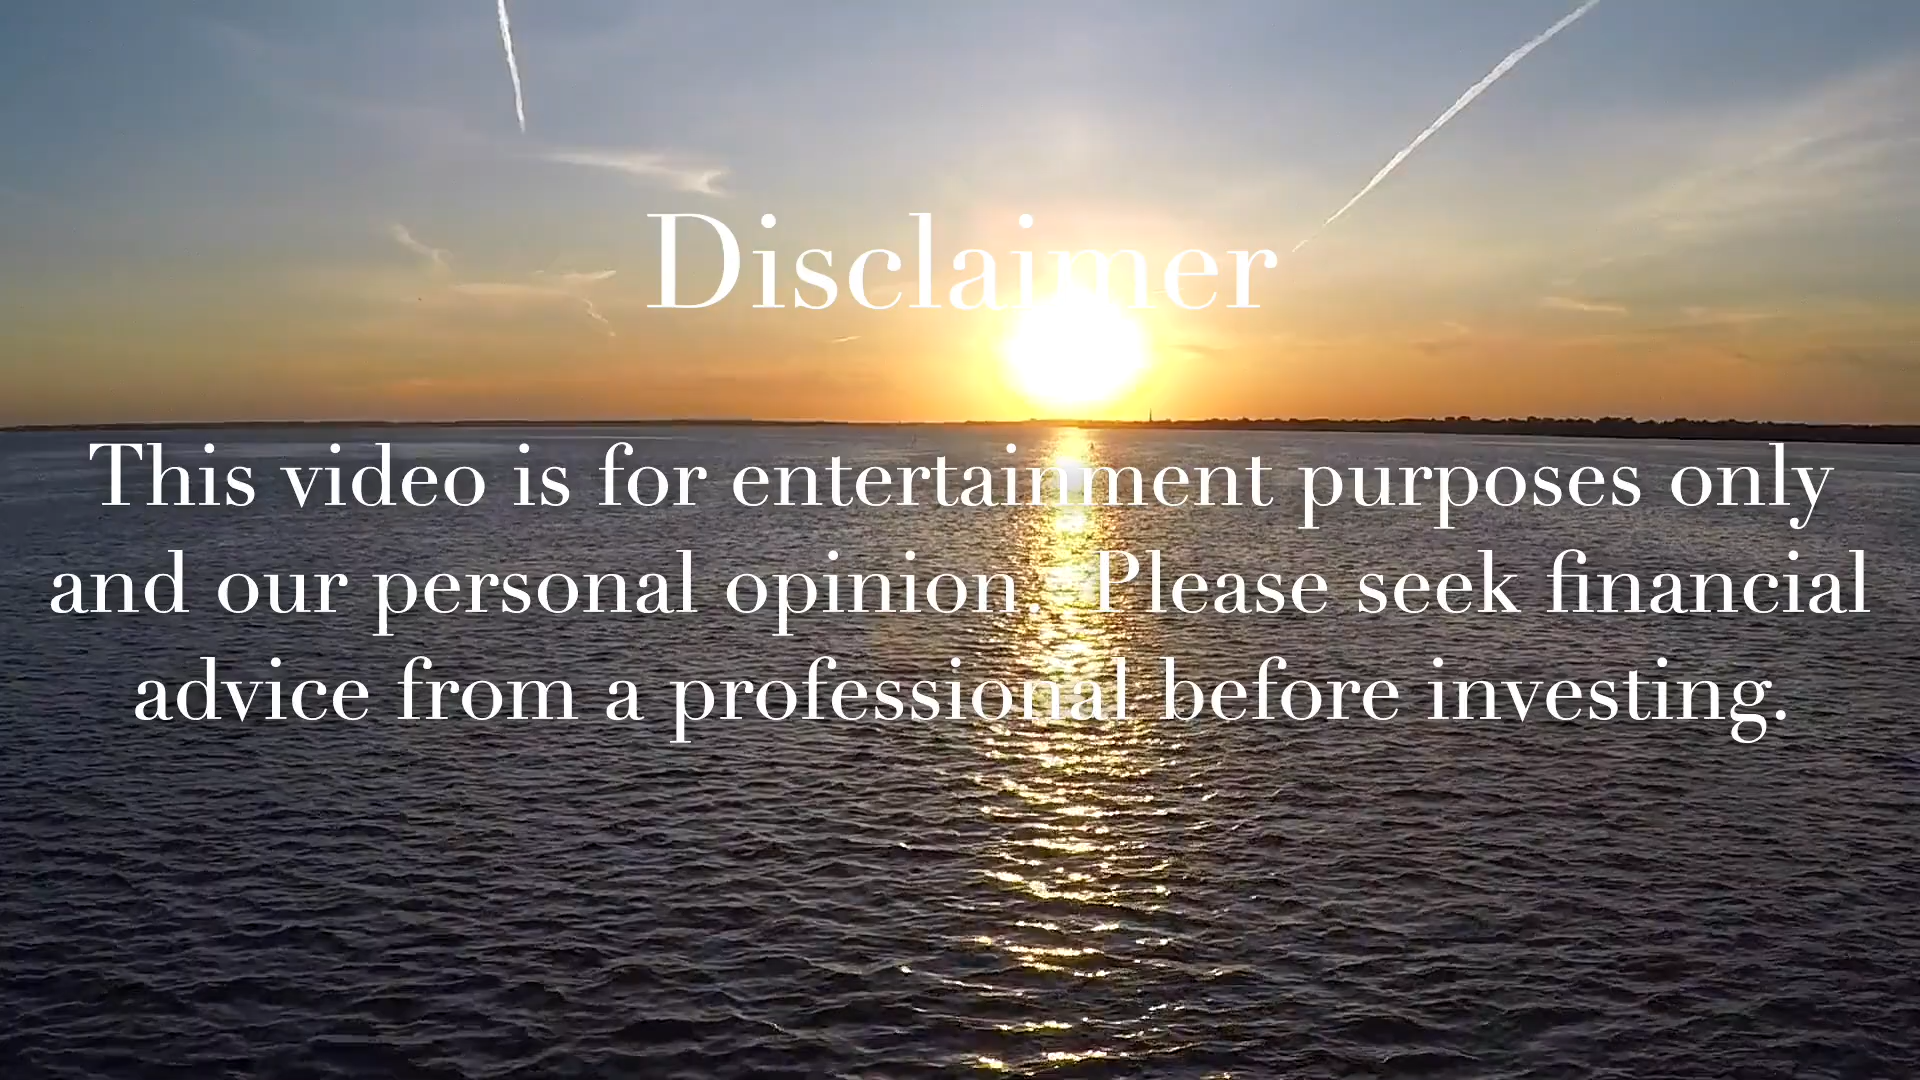 Disclaimer
This video is for entertainment purposes only
and our personal opinion.  Please seek financial
advice from a professional before investing.